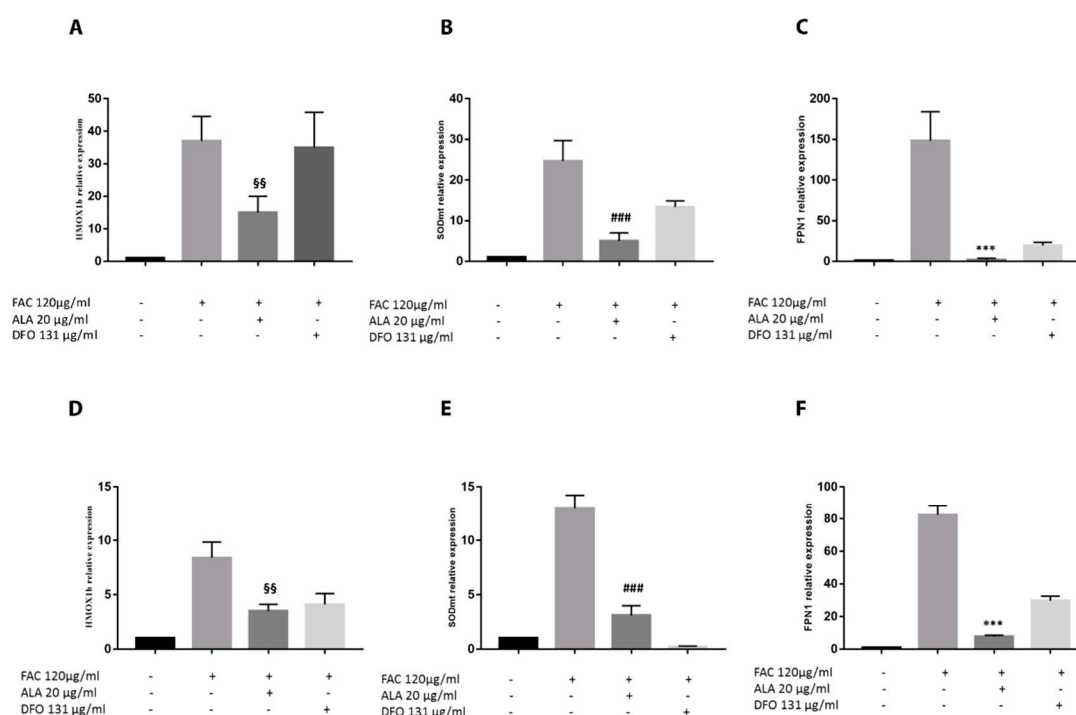 A
B
C
HMOX1b relative expression
50
40
30
20
10
0
§§
SODmt relative expression
40
30
20
10
0
###
FPN1 relative expression
200
150
100
50
0
***
FAC 120µg/ml - + + +
ALA 20 µg/ml - - + -
DFO 131 µg/ml - - - +
FAC 120µg/ml - + + +
ALA 20 µg/ml - - + -
DFO 131 µg/ml - - - +
FAC 120µg/ml - + + +
ALA 20 µg/ml - - + -
DFO 131 µg/ml - - - +
D
E
F
HMOX1b relative expression
15
10
5
0
§§
SODmt relative expression
15
10
5
0
###
FPN1 relative expression
100
80
60
40
20
0
***
FAC 120µg/ml - + + +
ALA 20 µg/ml - - + -
DFO 131 µg/ml - - - +
FAC 120µg/ml - + + +
ALA 20 µg/ml - - + -
DFO 131 µg/ml - - - +
FAC 120µg/ml - + + +
ALA 20 µg/ml - - + -
DFO 131 µg/ml - - - +